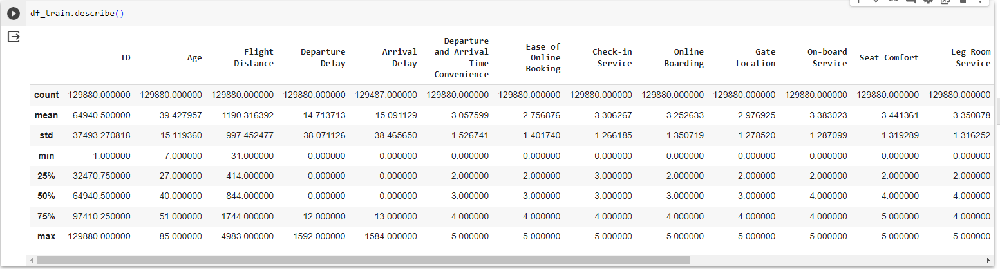 df_train.describe()
ID Age Flight Distance Departure Delay Arrival Delay Departure and Arrival Time Convenience Ease of Online Booking Check-in Service Online Boarding Gate Location On-board Service Seat Comfort Leg Room Service
count 129880.000000 129880.000000 129880.000000 129880.000000 129487.000000 129880.000000 129880.000000 129880.000000 129880.000000 129880.000000 129880.000000 129880.000000 129880.000000
mean 64940.500000 39.427957 1190.316392 14.713713 15.091129 3.057599 2.756876 3.306267 3.252633 2.976925 3.383023 3.441361 3.350878
std 37493.270818 15.119360 997.452477 38.071126 38.465650 1.526741 1.401740 1.266185 1.350719 1.278520 1.287099 1.319289 1.316252
min 1.000000 7.000000 31.000000 0.000000 0.000000 0.000000 0.000000 0.000000 0.000000 0.000000 0.000000 0.000000 0.000000
25% 32470.750000 27.000000 414.000000 0.000000 0.000000 2.000000 2.000000 3.000000 2.000000 2.000000 2.000000 2.000000 2.000000
50% 64940.500000 40.000000 844.000000 0.000000 0.000000 3.000000 3.000000 3.000000 3.000000 3.000000 4.000000 4.000000 4.000000
75% 97410.250000 51.000000 1744.000000 12.000000 13.000000 4.000000 4.000000 4.000000 4.000000 4.000000 4.000000 5.000000 4.000000
max 129880.000000 85.000000 4983.000000 1592.000000 1584.000000 5.000000 5.000000 5.000000 5.000000 5.000000 5.000000 5.000000 5.000000